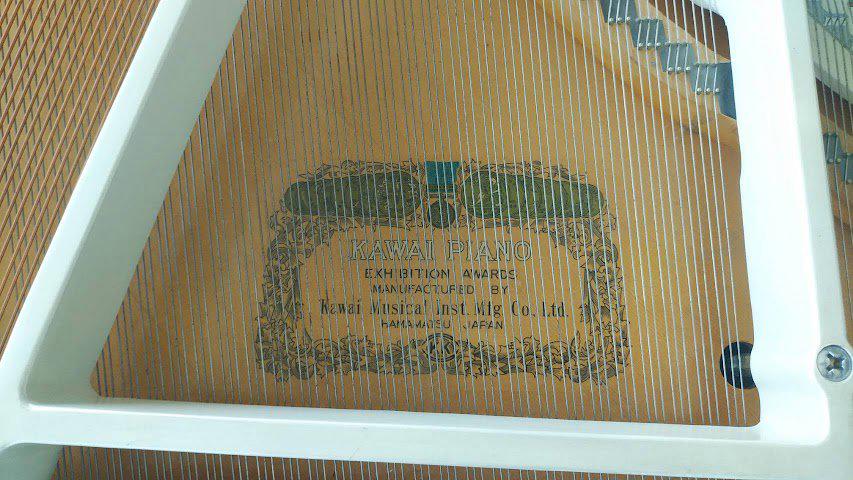 KAWAI PIANO
EXHIBITION AWARDS
MANUFACTURED BY
Kawai Musical Inst. Mfg Co. Ltd.
HAMAMATSU JAPAN